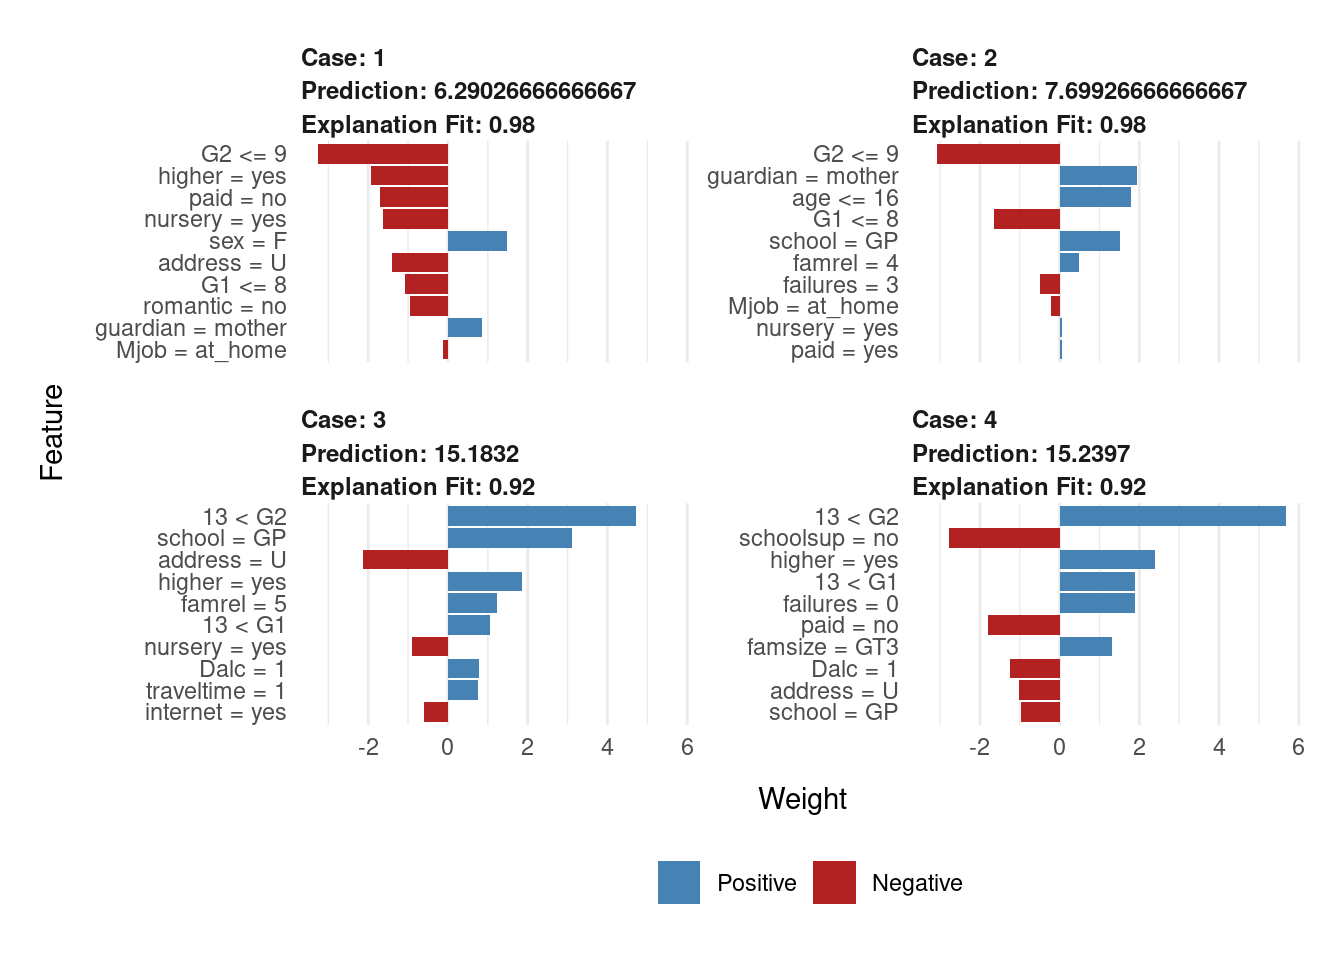 Case: 1
Prediction: 6.29026666666667
Explanation Fit: 0.98
G2 <= 9
higher = yes
paid = no
nursery = yes
sex = F
address = U
G1 <= 8
romantic = no
guardian = mother
Mjob = at_home
Case: 2
Prediction: 7.69926666666667
Explanation Fit: 0.98
G2 <= 9
guardian = mother
age <= 16
G1 <= 8
school = GP
famrel = 4
failures = 3
Mjob = at_home
nursery = yes
paid = yes
Feature
Case: 3
Prediction: 15.1832
Explanation Fit: 0.92
13 < G2
school = GP
address = U
higher = yes
famrel = 5
13 < G1
nursery = yes
Dalc = 1
traveltime = 1
internet = yes
-2 0 2 4 6
Case: 4
Prediction: 15.2397
Explanation Fit: 0.92
13 < G2
schoolsup = no
higher = yes
13 < G1
failures = 0
paid = no
famsize = GT3
Dalc = 1
address = U
school = GP
-2 0 2 4 6
Weight
Positive Negative